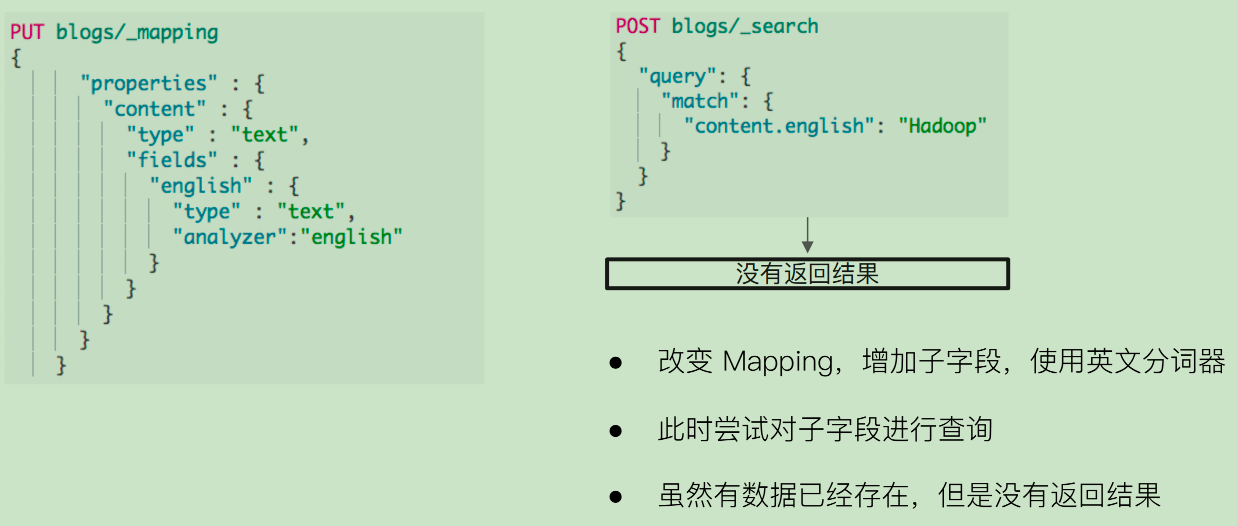 PUT blogs/_mapping
{
"properties" : {
"content" : {
"type" : "text",
"fields" : {
"english" : {
"type" : "text",
"analyzer":"english"
}
}
}
}
}
POST blogs/_search
{
"query": {
"match": {
"content.english": "Hadoop"
}
}
}
没有返回结果
● 改变 Mapping，增加子字段，使用英文分词器
● 此时尝试对子字段进行查询
● 虽然有数据已经存在，但是没有返回结果